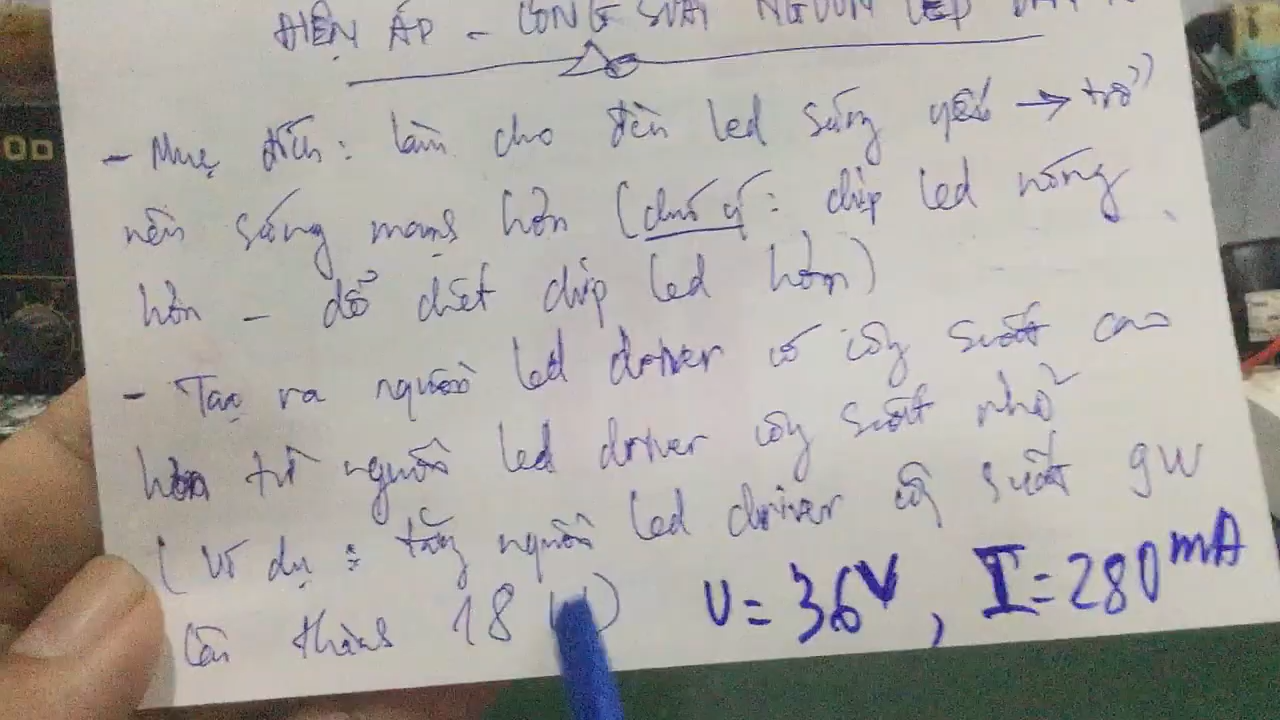 ĐIỆN ÁP - CÔNG SUẤT NGUỒN LED
- Mục đích: làm cho đèn led sáng yếu → trở
nên sáng mạnh hơn (chú ý: chip led nóng
hơn - dễ chết chip led hơn)
- Tạo ra nguồn led driver có công suất cao
hơn từ nguồn led driver công suất nhỏ
(Ví dụ: tăng nguồn led driver công suất 9W
lên thành 18W) U = 36V, I = 280mA